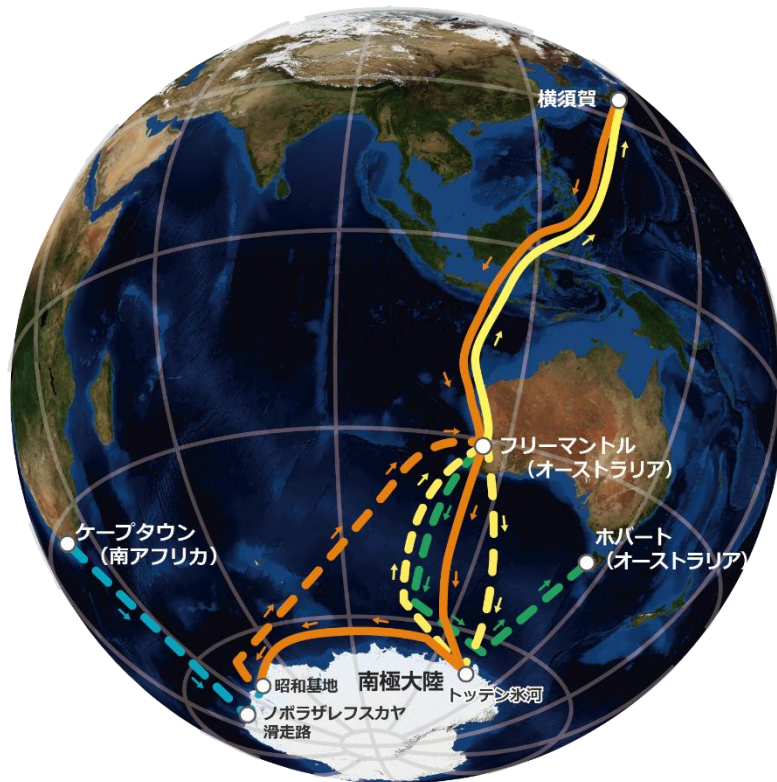 横須賀
フリーマントル
（オーストラリア）
ケープタウン
（南アフリカ）
ホバート
（オーストラリア）
昭和基地
南極大陸
トッテン氷河
ノボラザレフスカヤ
滑走路